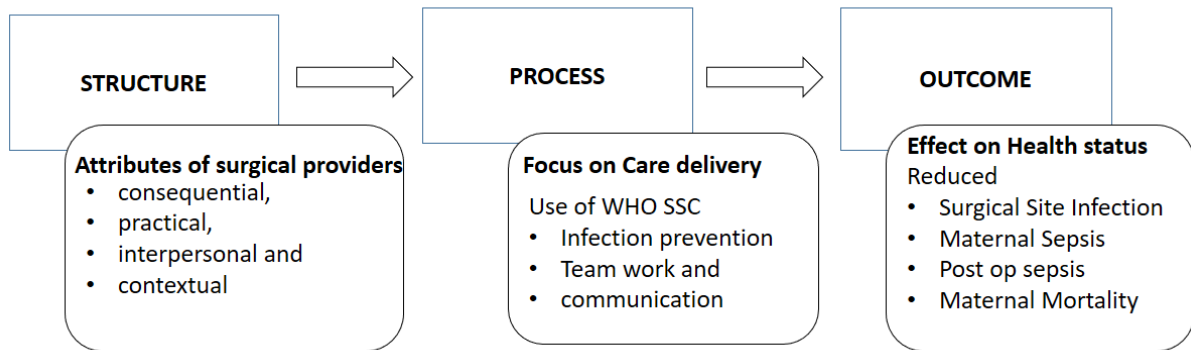 STRUCTURE
Attributes of surgical providers
• consequential,
• practical,
• interpersonal and
• contextual
PROCESS
Focus on Care delivery
Use of WHO SSC
• Infection prevention
• Team work and
• communication
OUTCOME
Effect on Health status
Reduced
• Surgical Site Infection
• Maternal Sepsis
• Post op sepsis
• Maternal Mortality